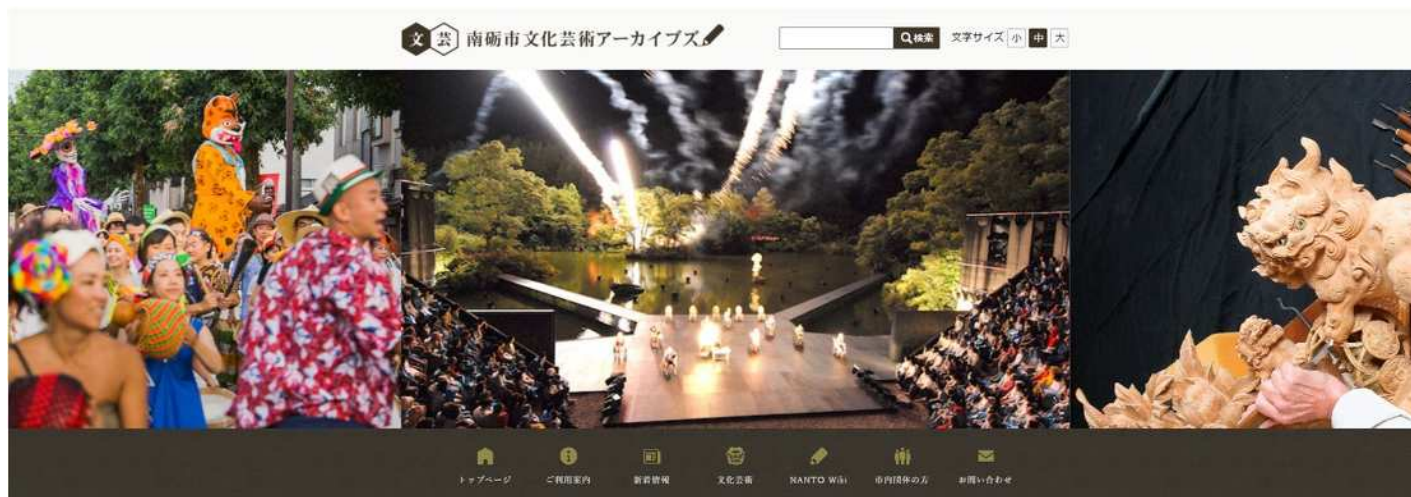 文芸 南砺市文化芸術アーカイブズ 検索 文字サイズ 小 中 大
トップページ ご利用案内 新着情報 文化芸術 NANTO Wiki 市内団体の方 お問い合わせ